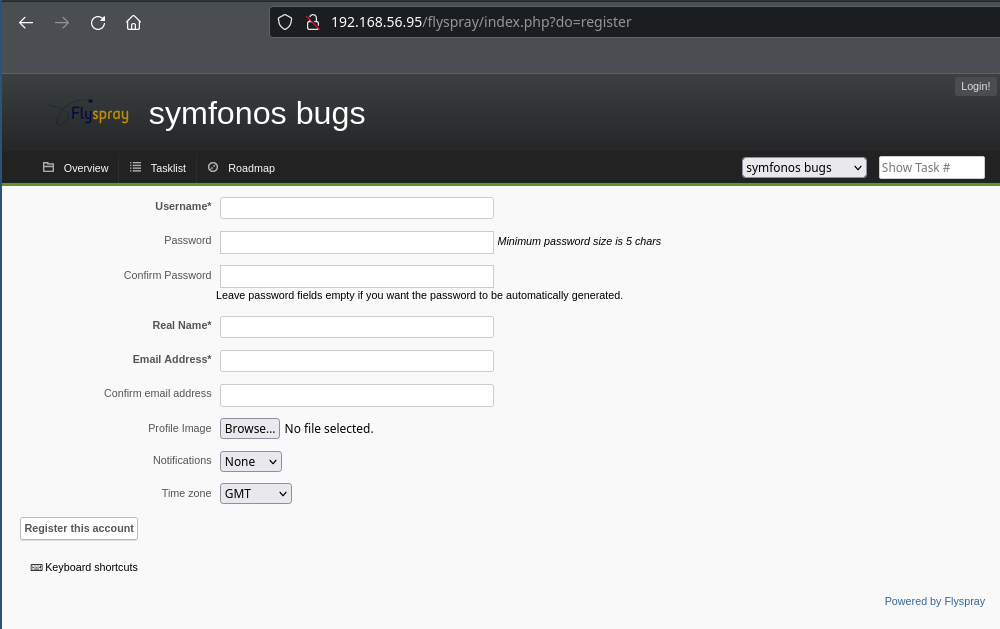 192.168.56.95/flyspray/index.php?do=register
Login!
Flyspray symfonos bugs
Overview Tasklist Roadmap symfonos bugs Show Task #
Username*
Password Minimum password size is 5 chars
Confirm Password
Leave password fields empty if you want the password to be automatically generated.
Real Name*
Email Address*
Confirm email address
Profile Image Browse... No file selected.
Notifications None
Time zone GMT
Register this account
Keyboard shortcuts
Powered by Flyspray